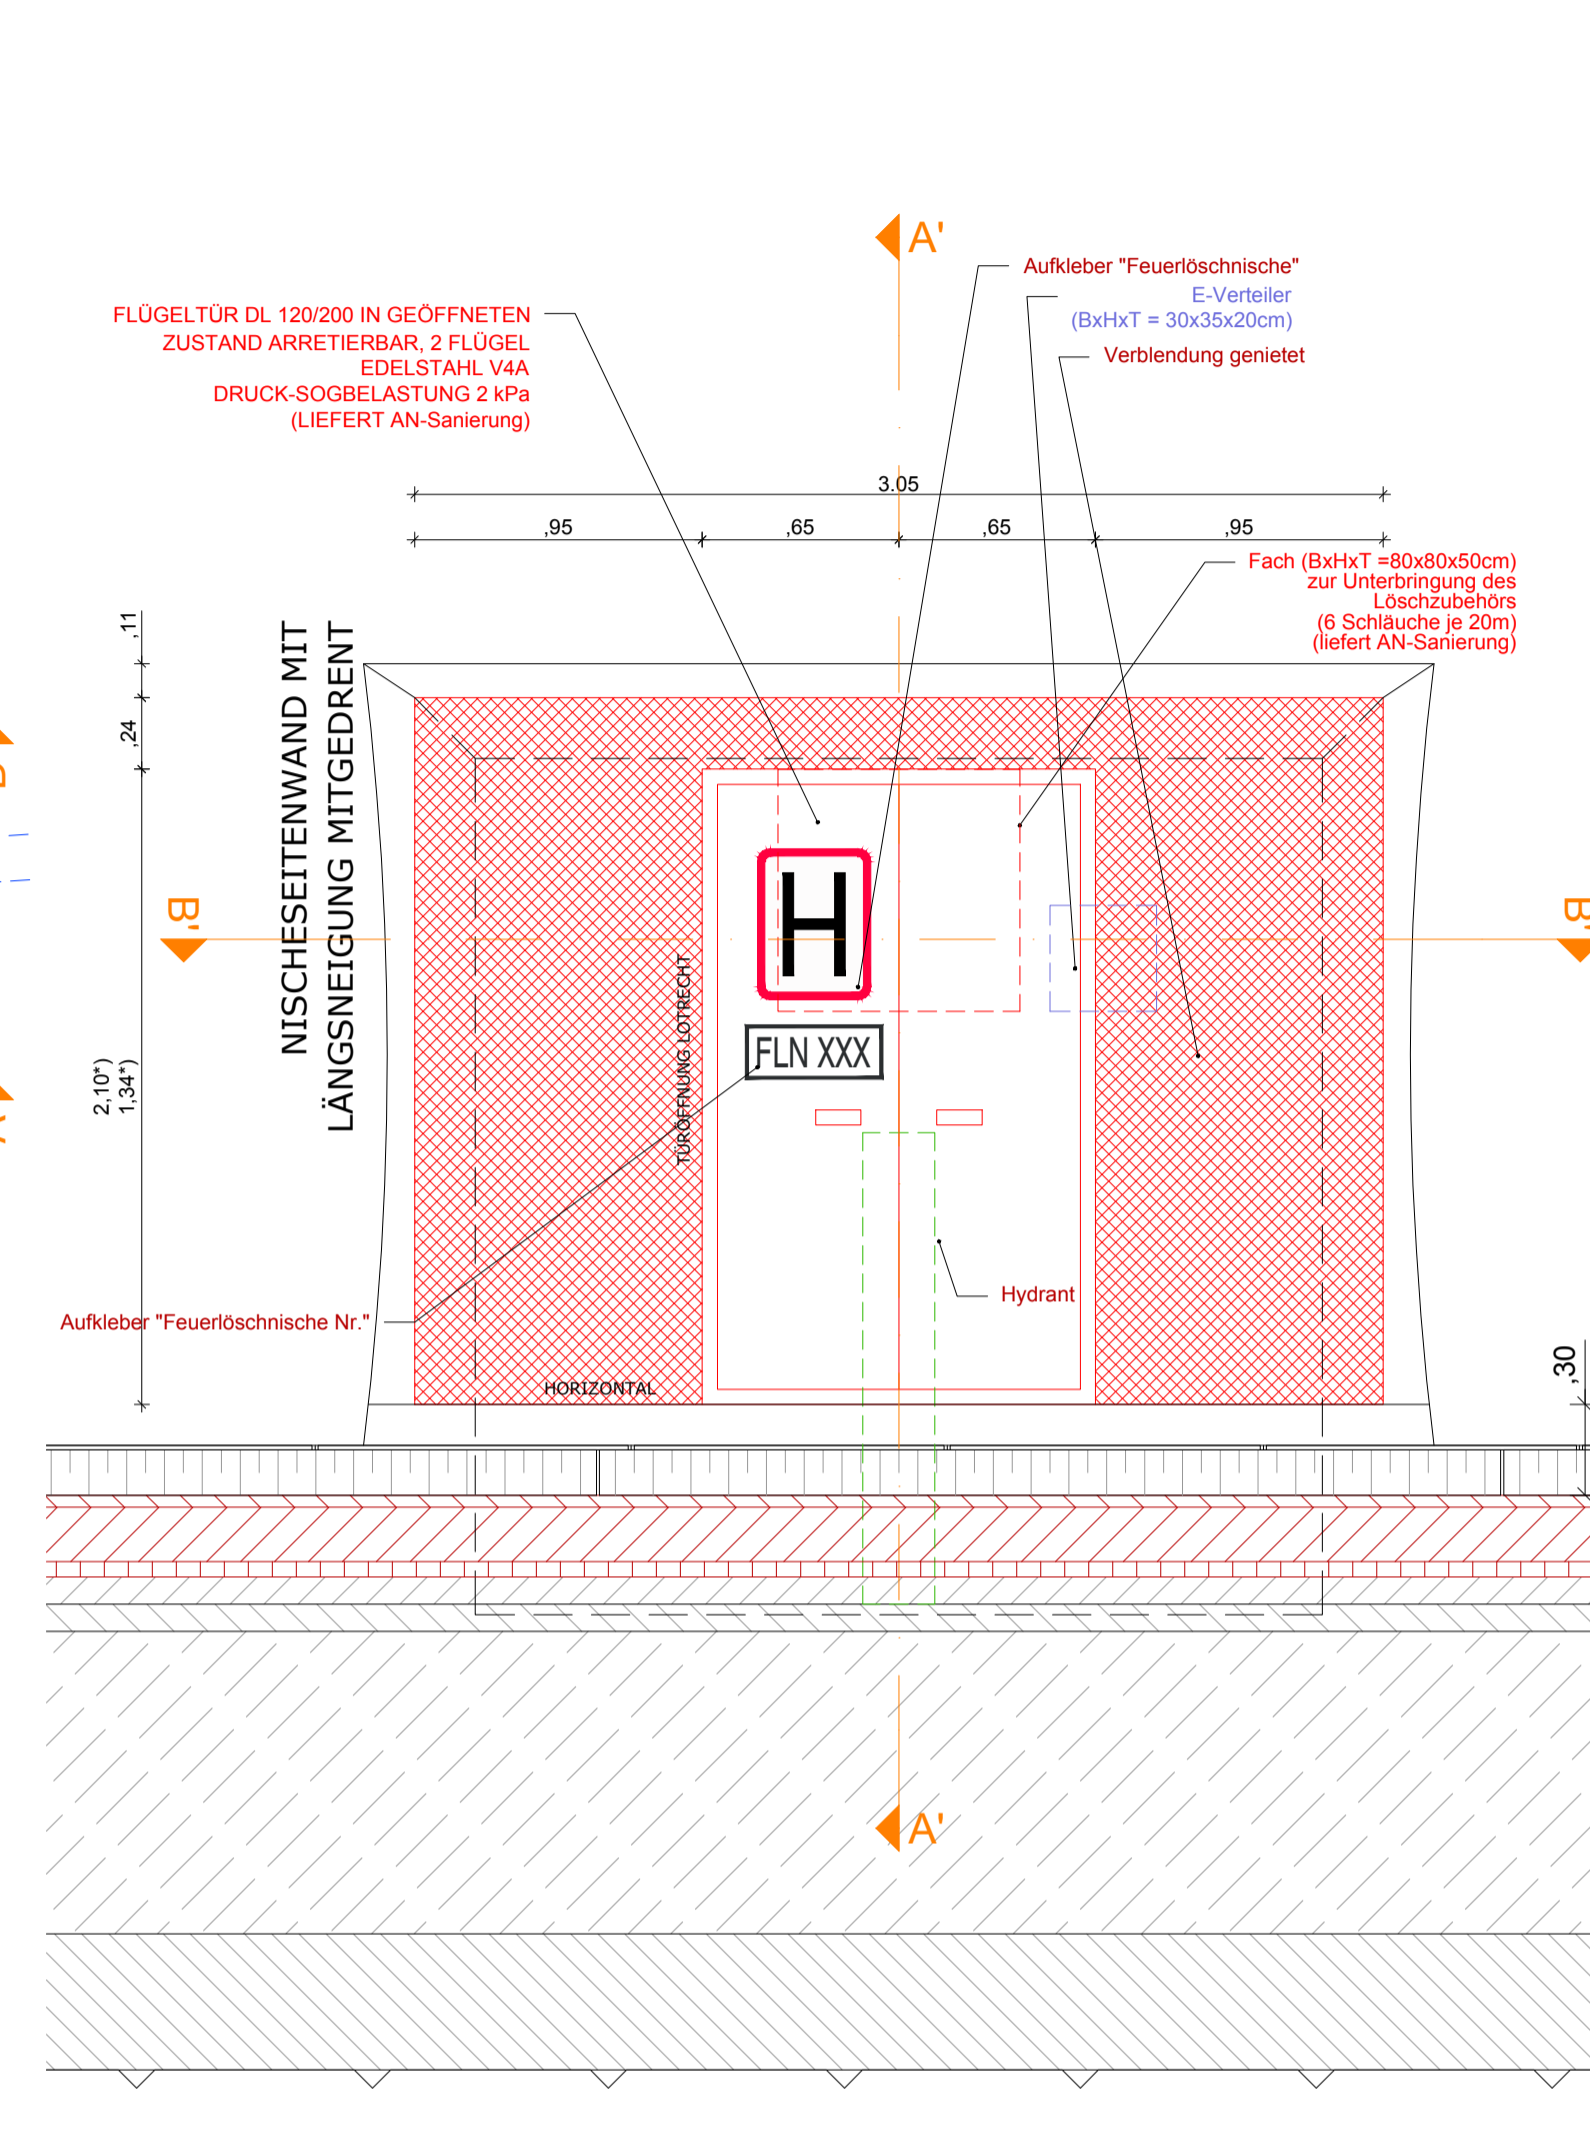 A'
Aufkleber "Feuerlöschnische"
E-Verteiler
(BxHxT = 30x35x20cm)
Verblendung genietet
FLÜGELTÜR DL 120/200 IN GEÖFFNETEN
ZUSTAND ARRETIERBAR, 2 FLÜGEL
EDELSTAHL V4A
DRUCK-SOGBELASTUNG 2 kPa
(LIEFERT AN-Sanierung)
3.05
,95
,65
,65
,95
Fach (BxHxT =80x80x50cm)
zur Unterbringung des
Löschzubehörs
(6 Schläuche je 20m)
(liefert AN-Sanierung)
,11
,24
2,10*)
1,34*)
NISCHESEITENWAND MIT
LÄNGSNEIGUNG MITGEDRENT
B'
B'
H
FLN XXX
TÜRÖFFNUNG LOTRECHT
Hydrant
Aufkleber "Feuerlöschnische Nr."
HORIZONTAL
,30
A'